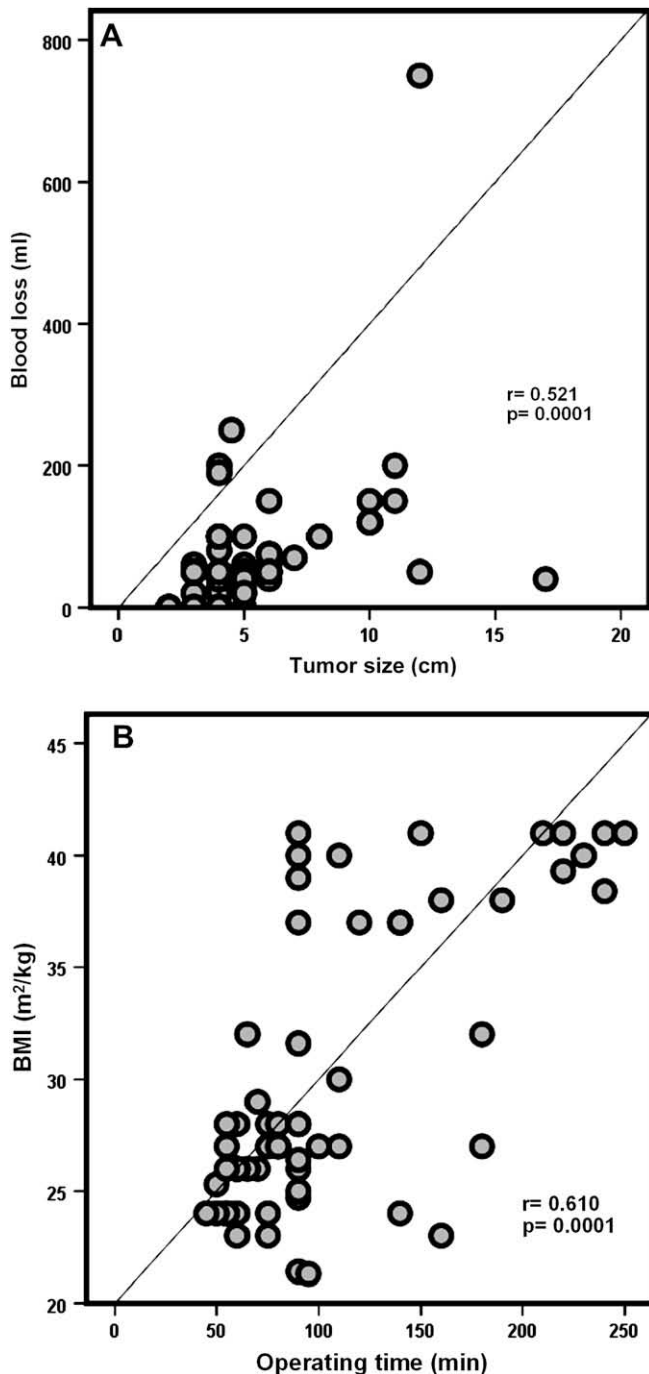 A
800
600
400
200
0
Blood loss (ml)
r= 0.521
p= 0.0001
0 5 10 15 20
Tumor size (cm)
B
45
40
35
30
25
20
BMI (m²/kg)
r= 0.610
p= 0.0001
0 50 100 150 200 250
Operating time (min)